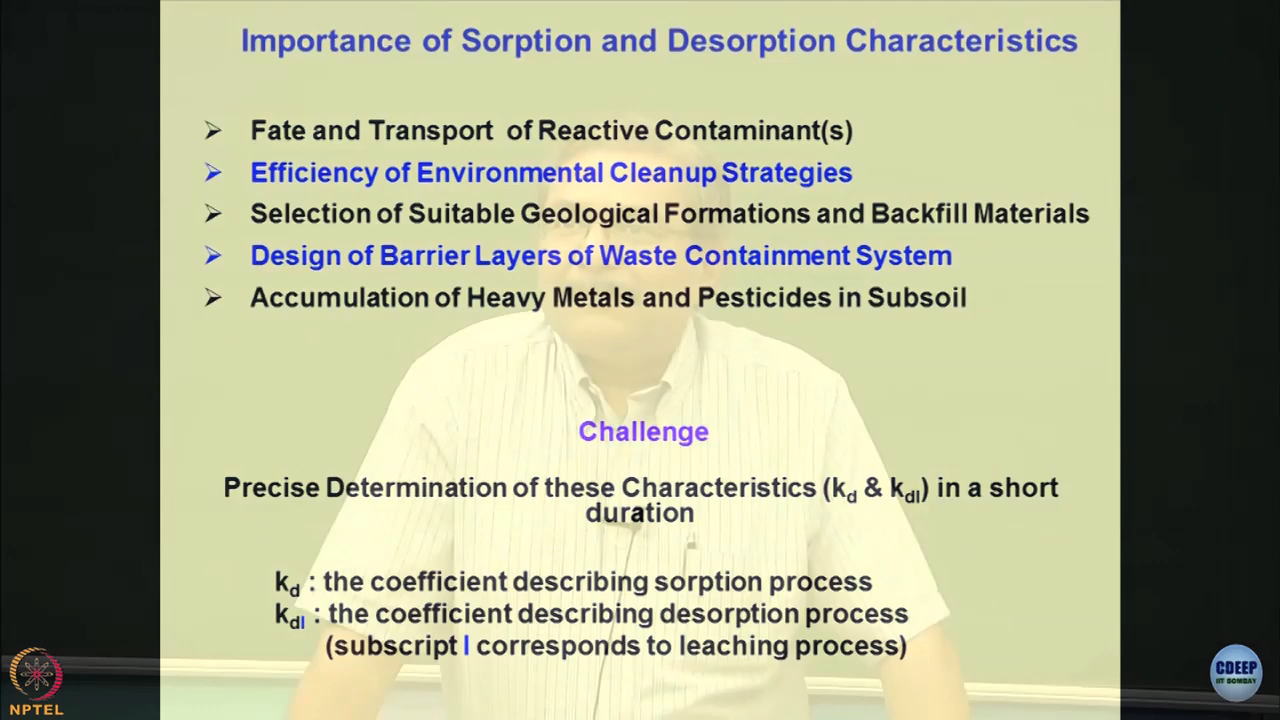 Importance of Sorption and Desorption Characteristics
➢ Fate and Transport of Reactive Contaminant(s)
➢ Efficiency of Environmental Cleanup Strategies
➢ Selection of Suitable Geological Formations and Backfill Materials
➢ Design of Barrier Layers of Waste Containment System
➢ Accumulation of Heavy Metals and Pesticides in Subsoil
Challenge
Precise Determination of these Characteristics (kd & kdl) in a short
duration
kd : the coefficient describing sorption process
kdl : the coefficient describing desorption process
(subscript l corresponds to leaching process)
NPTEL
CDEEP
IIT BOMBAY